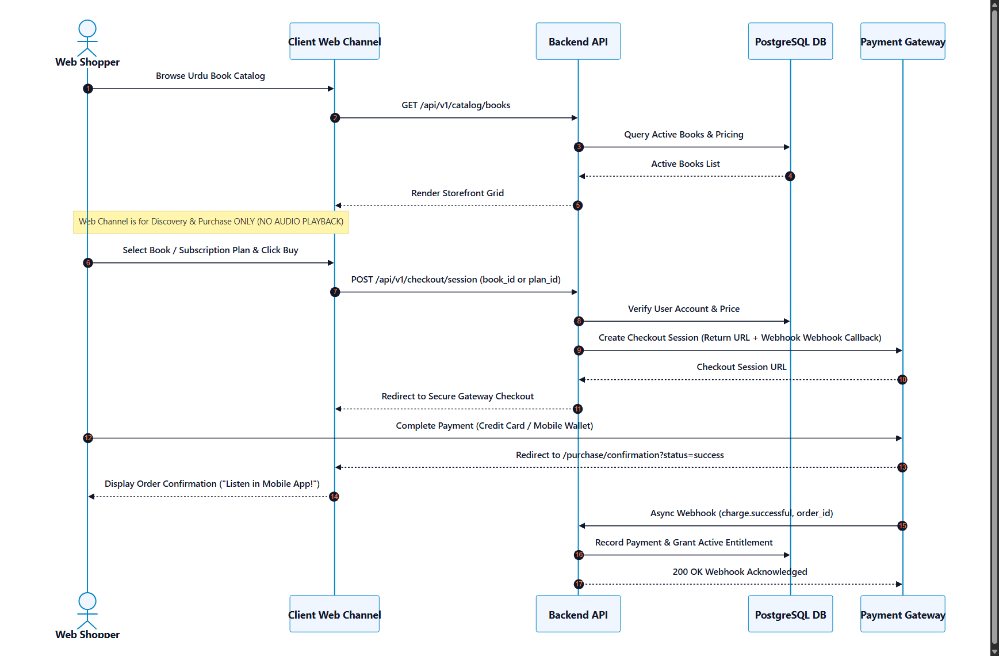 Web Shopper
Client Web Channel
Backend API
PostgreSQL DB
Payment Gateway
Browse Urdu Book Catalog
1
GET /api/v1/catalog/books
2
Query Active Books & Pricing
3
Active Books List
4
Render Storefront Grid
5
Web Channel is for Discovery & Purchase ONLY (NO AUDIO PLAYBACK)
Select Book / Subscription Plan & Click Buy
6
POST /api/v1/checkout/session (book_id or plan_id)
7
Verify User Account & Price
8
Create Checkout Session (Return URL + Webhook Webhook Callback)
9
Checkout Session URL
10
Redirect to Secure Gateway Checkout
11
Complete Payment (Credit Card / Mobile Wallet)
12
Redirect to /purchase/confirmation?status=success
13
Display Order Confirmation ("Listen in Mobile App!")
14
Async Webhook (charge.successful, order_id)
15
Record Payment & Grant Active Entitlement
16
200 OK Webhook Acknowledged
17
Web Shopper
Client Web Channel
Backend API
PostgreSQL DB
Payment Gateway